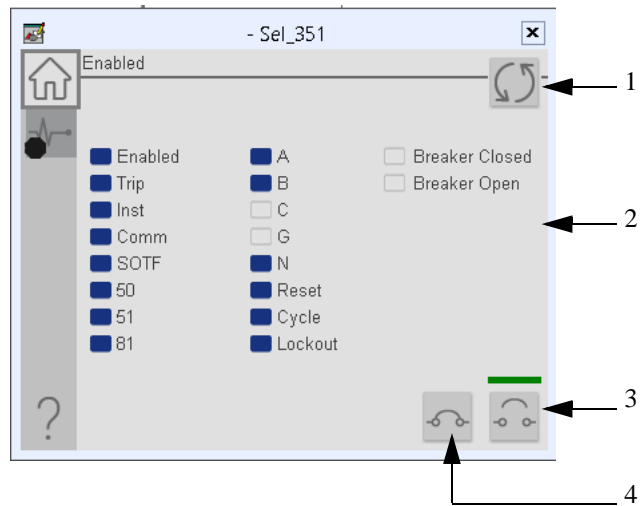 - Sel_351
Enabled
1
Enabled A Breaker Closed
Trip B Breaker Open
Inst C
2
Comm G
SOTF N
50 Reset
51 Cycle
81 Lockout
?
3
4